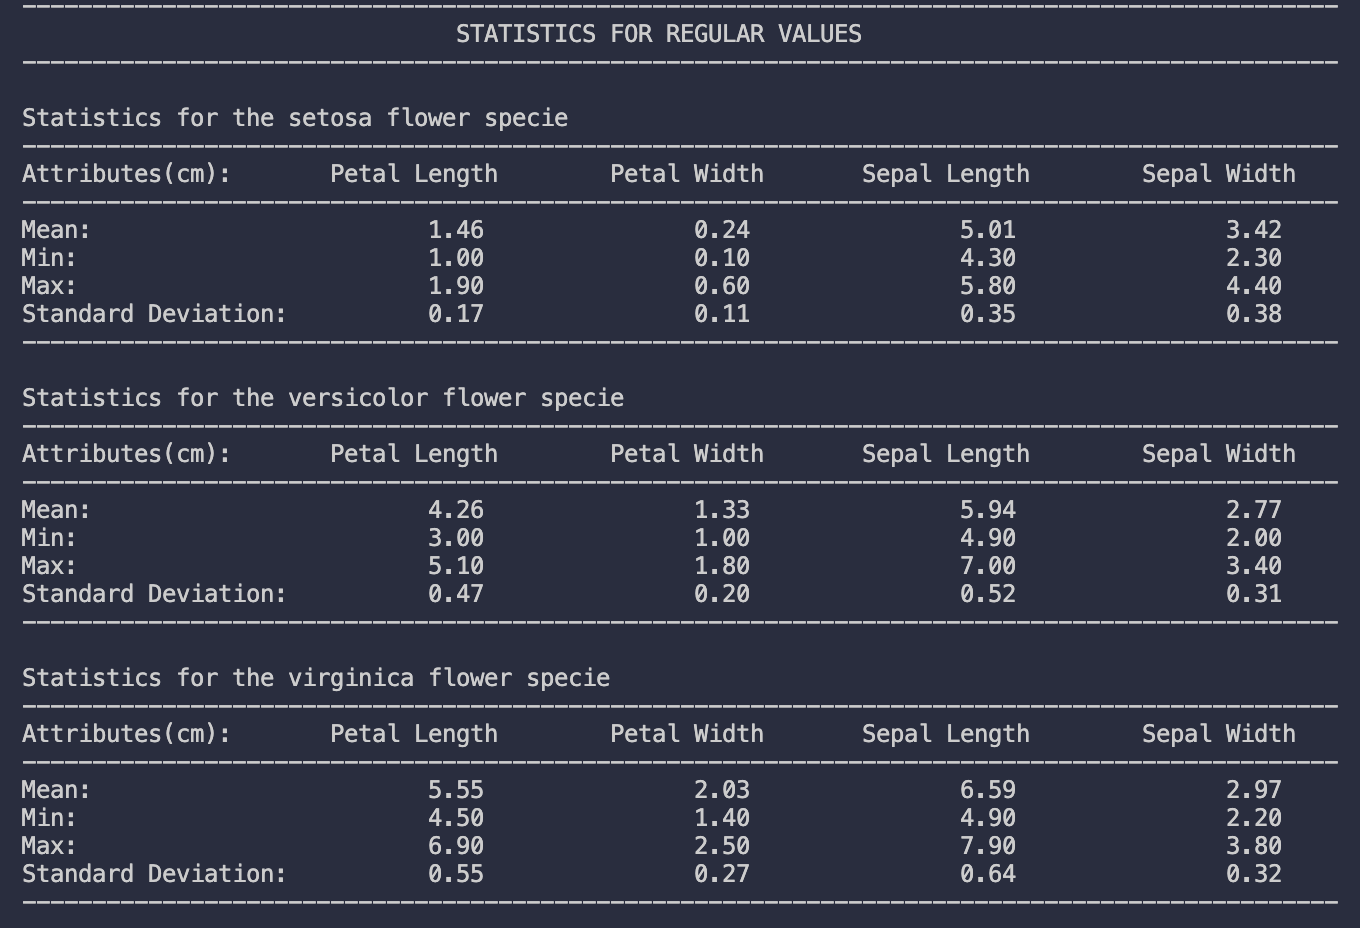 STATISTICS FOR REGULAR VALUES
Statistics for the setosa flower specie
Attributes(cm): Petal Length Petal Width Sepal Length Sepal Width
Mean: 1.46 0.24 5.01 3.42
Min: 1.00 0.10 4.30 2.30
Max: 1.90 0.60 5.80 4.40
Standard Deviation: 0.17 0.11 0.35 0.38
Statistics for the versicolor flower specie
Attributes(cm): Petal Length Petal Width Sepal Length Sepal Width
Mean: 4.26 1.33 5.94 2.77
Min: 3.00 1.00 4.90 2.00
Max: 5.10 1.80 7.00 3.40
Standard Deviation: 0.47 0.20 0.52 0.31
Statistics for the virginica flower specie
Attributes(cm): Petal Length Petal Width Sepal Length Sepal Width
Mean: 5.55 2.03 6.59 2.97
Min: 4.50 1.40 4.90 2.20
Max: 6.90 2.50 7.90 3.80
Standard Deviation: 0.55 0.27 0.64 0.32